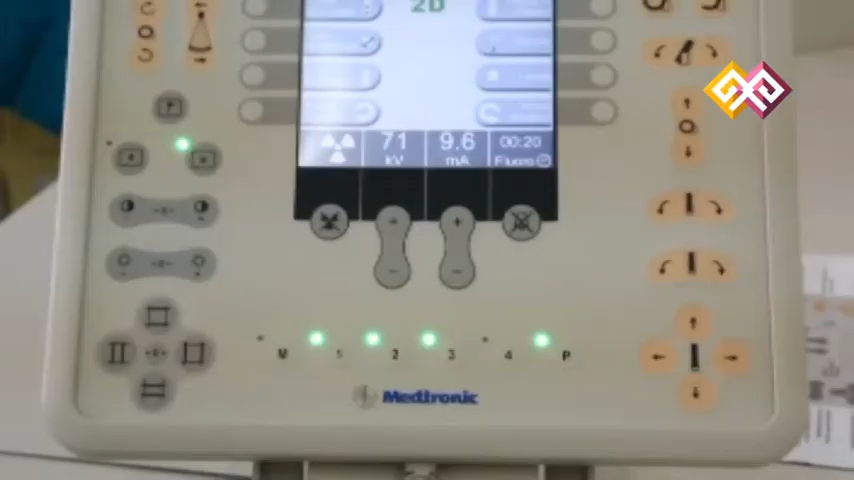 2D
71 9.6 00:20
kV mA Fluoro
P
M 1 2 3 4 P
Medtronic